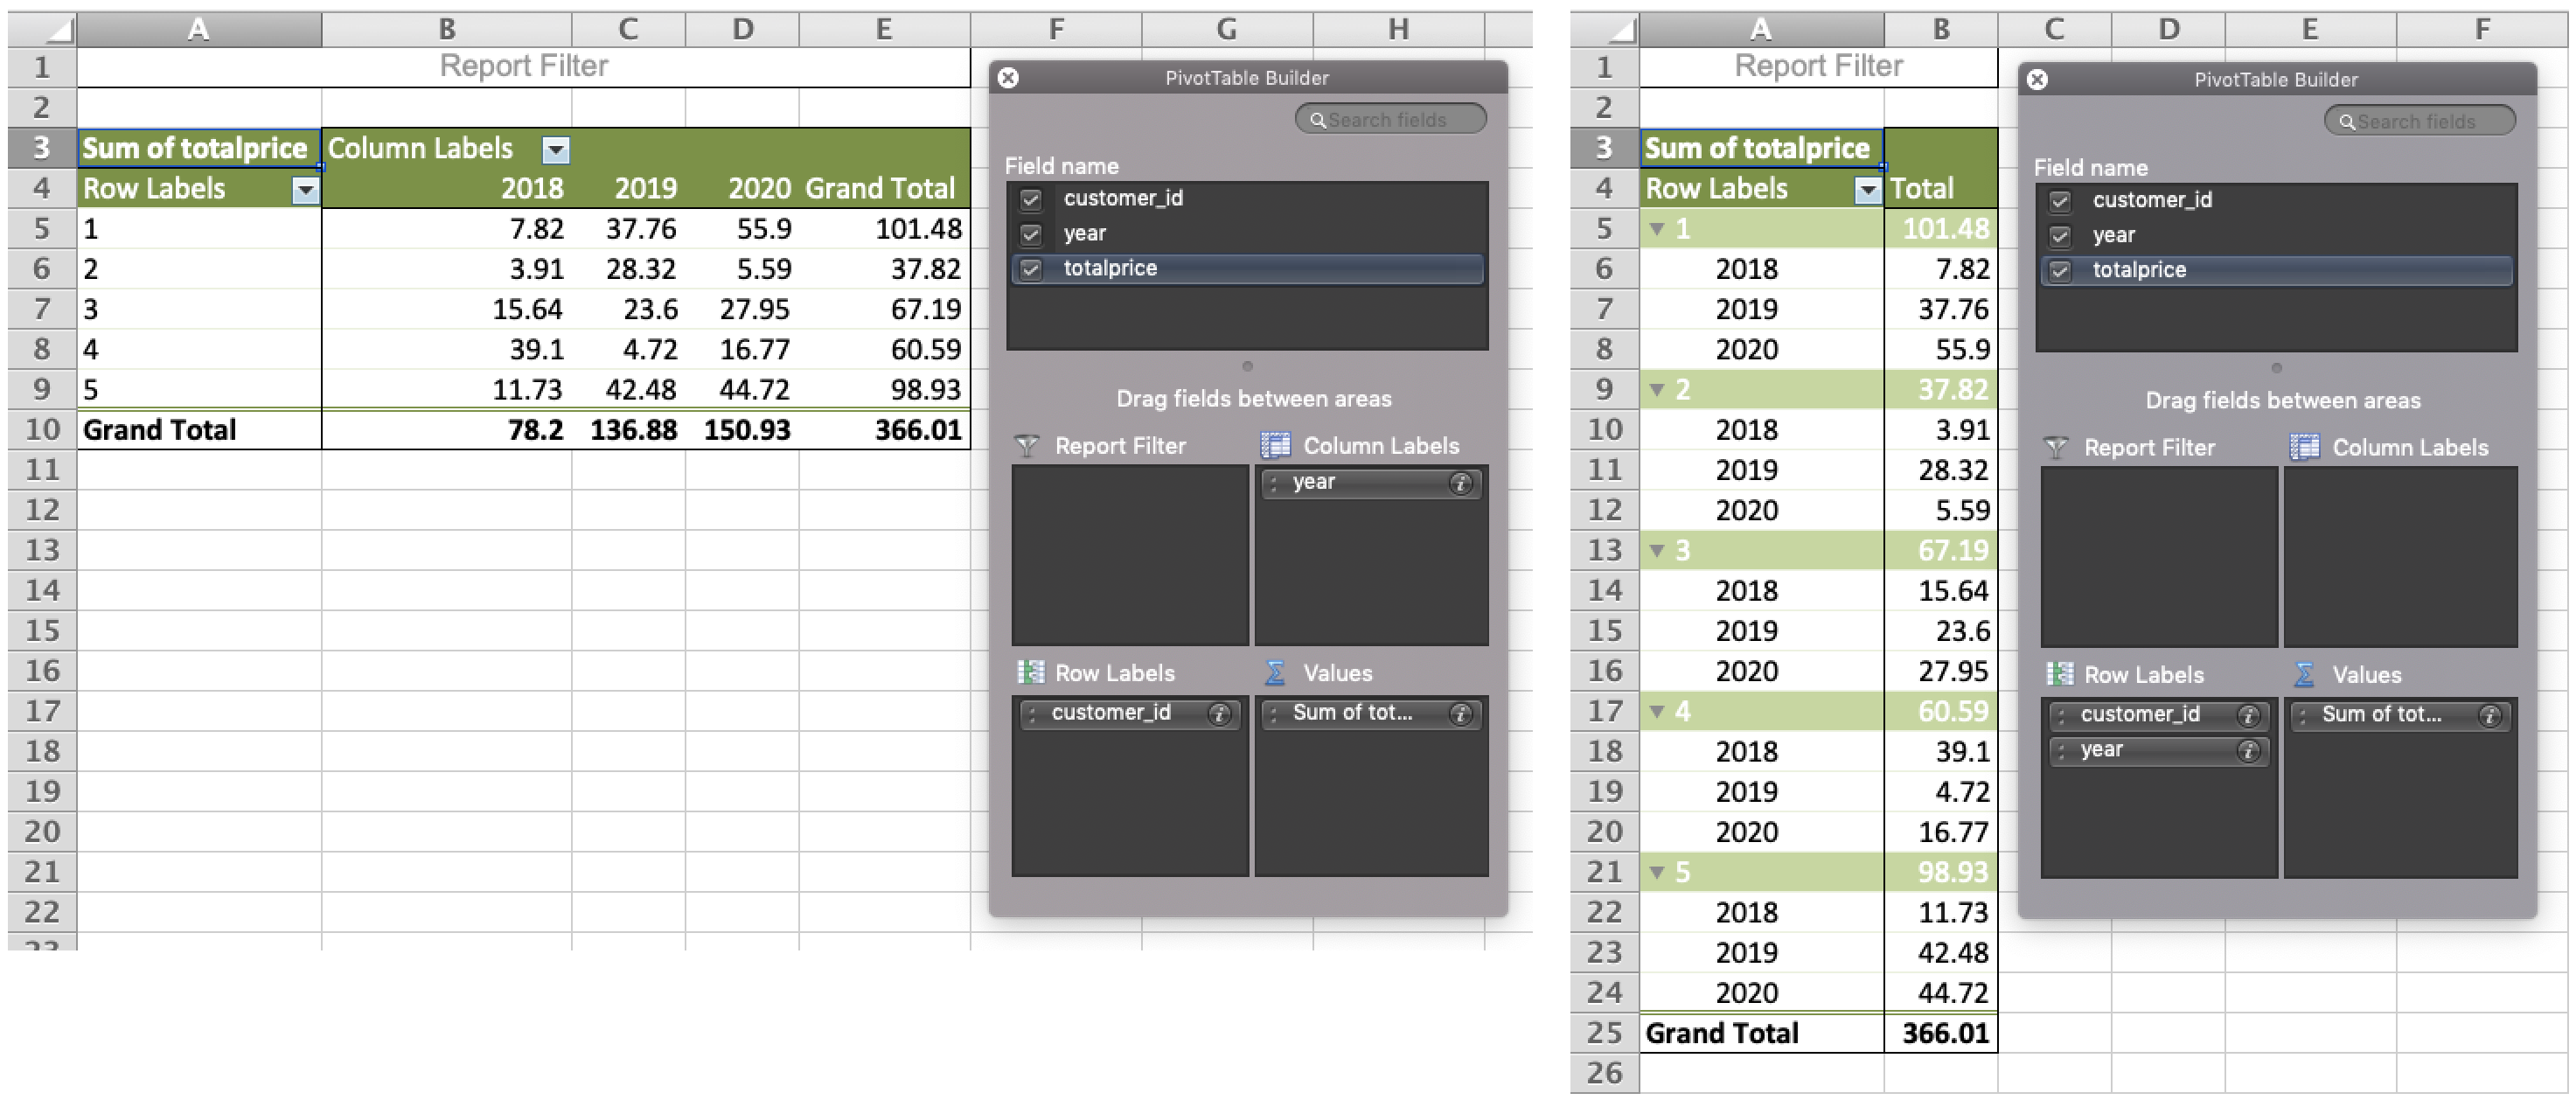 A B C D E F G H
1 Report Filter
2
3 Sum of totalprice Column Labels
4 Row Labels 2018 2019 2020 Grand Total
5 1 7.82 37.76 55.9 101.48
6 2 3.91 28.32 5.59 37.82
7 3 15.64 23.6 27.95 67.19
8 4 39.1 4.72 16.77 60.59
9 5 11.73 42.48 44.72 98.93
10 Grand Total 78.2 136.88 150.93 366.01
11
12
13
14
15
16
17
18
19
20
21
22
23
PivotTable Builder
Search fields
Field name
customer_id
year
totalprice
Drag fields between areas
Report Filter Column Labels
year
Row Labels Values
customer_id Sum of tot...
A B C D E F
1 Report Filter
2
3 Sum of totalprice
4 Row Labels Total
5 1 101.48
6 2018 7.82
7 2019 37.76
8 2020 55.9
9 2 37.82
10 2018 3.91
11 2019 28.32
12 2020 5.59
13 3 67.19
14 2018 15.64
15 2019 23.6
16 2020 27.95
17 4 60.59
18 2018 39.1
19 2019 4.72
20 2020 16.77
21 5 98.93
22 2018 11.73
23 2019 42.48
24 2020 44.72
25 Grand Total 366.01
26
PivotTable Builder
Search fields
Field name
customer_id
year
totalprice
Drag fields between areas
Report Filter Column Labels
Row Labels Values
customer_id Sum of tot...
year